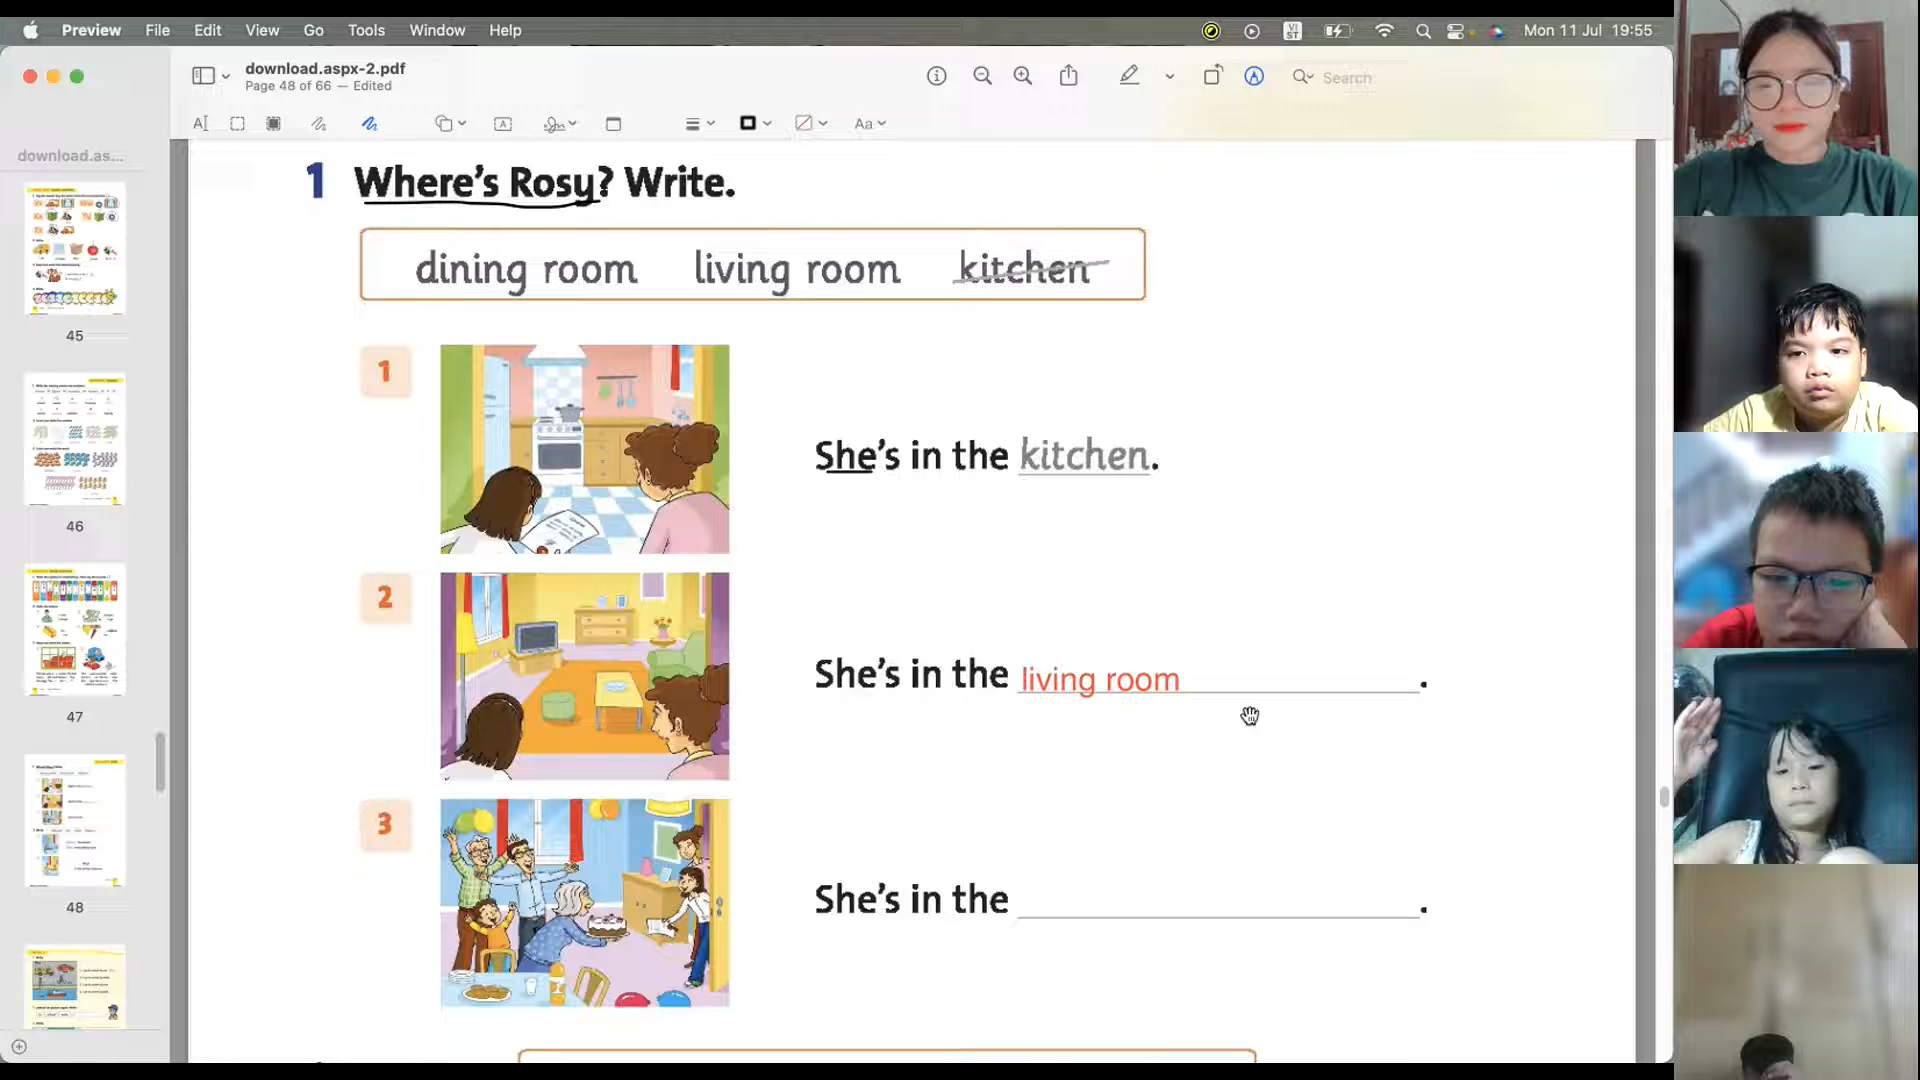 Preview File Edit View Go Tools Window Help
VI
ST
Mon 11 Jul 19:55
download.aspx-2.pdf
Page 48 of 66 — Edited
Search
download.as...
45
46
47
48
1 Where's Rosy? Write.
dining room living room kitchen
1
She's in the kitchen.
2
She's in the living room.
3
She's in the .